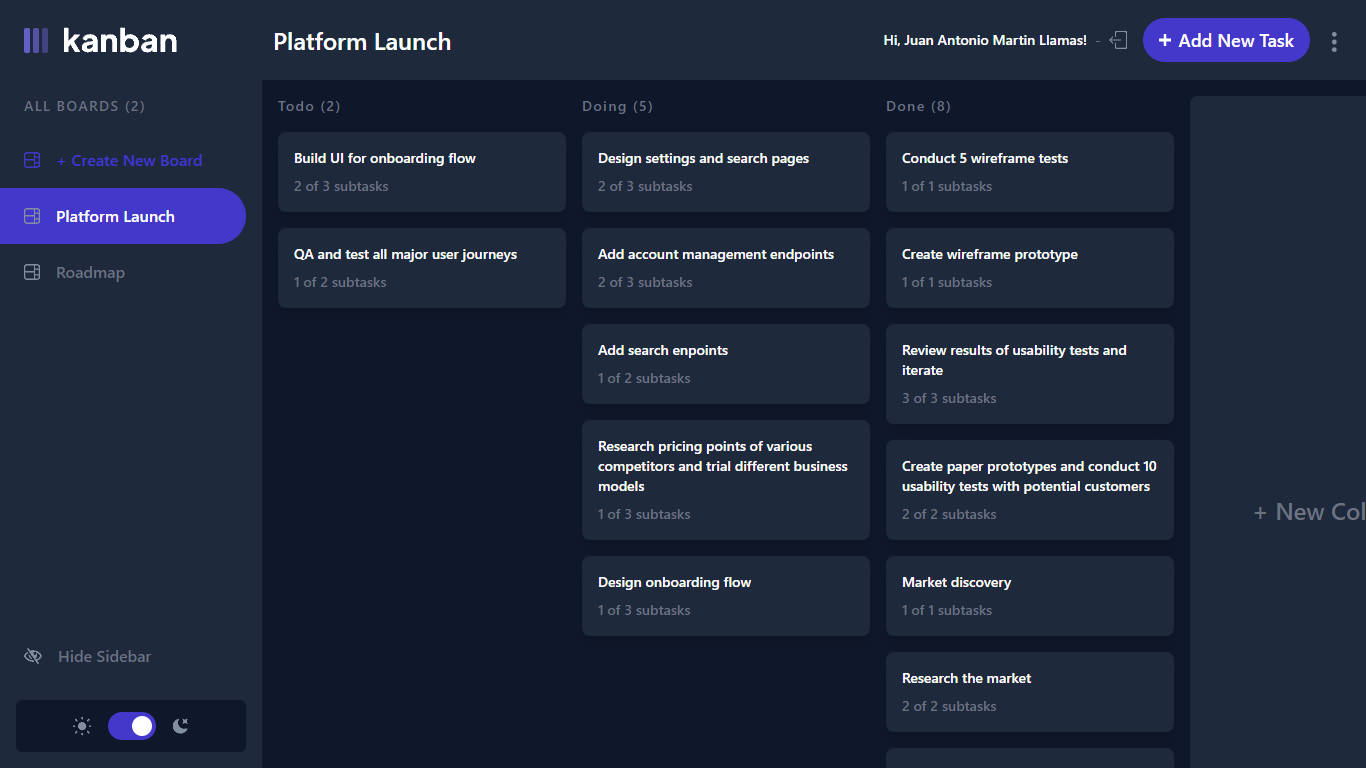 kanban
Platform Launch
Hi, Juan Antonio Martin Llamas! -
+ Add New Task
ALL BOARDS (2)
+ Create New Board
Platform Launch
Roadmap
Hide Sidebar
Todo (2)
Build UI for onboarding flow
2 of 3 subtasks
QA and test all major user journeys
1 of 2 subtasks
Doing (5)
Design settings and search pages
2 of 3 subtasks
Add account management endpoints
2 of 3 subtasks
Add search enpoints
1 of 2 subtasks
Research pricing points of various
competitors and trial different business
models
1 of 3 subtasks
Design onboarding flow
1 of 3 subtasks
Done (8)
Conduct 5 wireframe tests
1 of 1 subtasks
Create wireframe prototype
1 of 1 subtasks
Review results of usability tests and
iterate
3 of 3 subtasks
Create paper prototypes and conduct 10
usability tests with potential customers
2 of 2 subtasks
Market discovery
1 of 1 subtasks
Research the market
2 of 2 subtasks
+ New Col